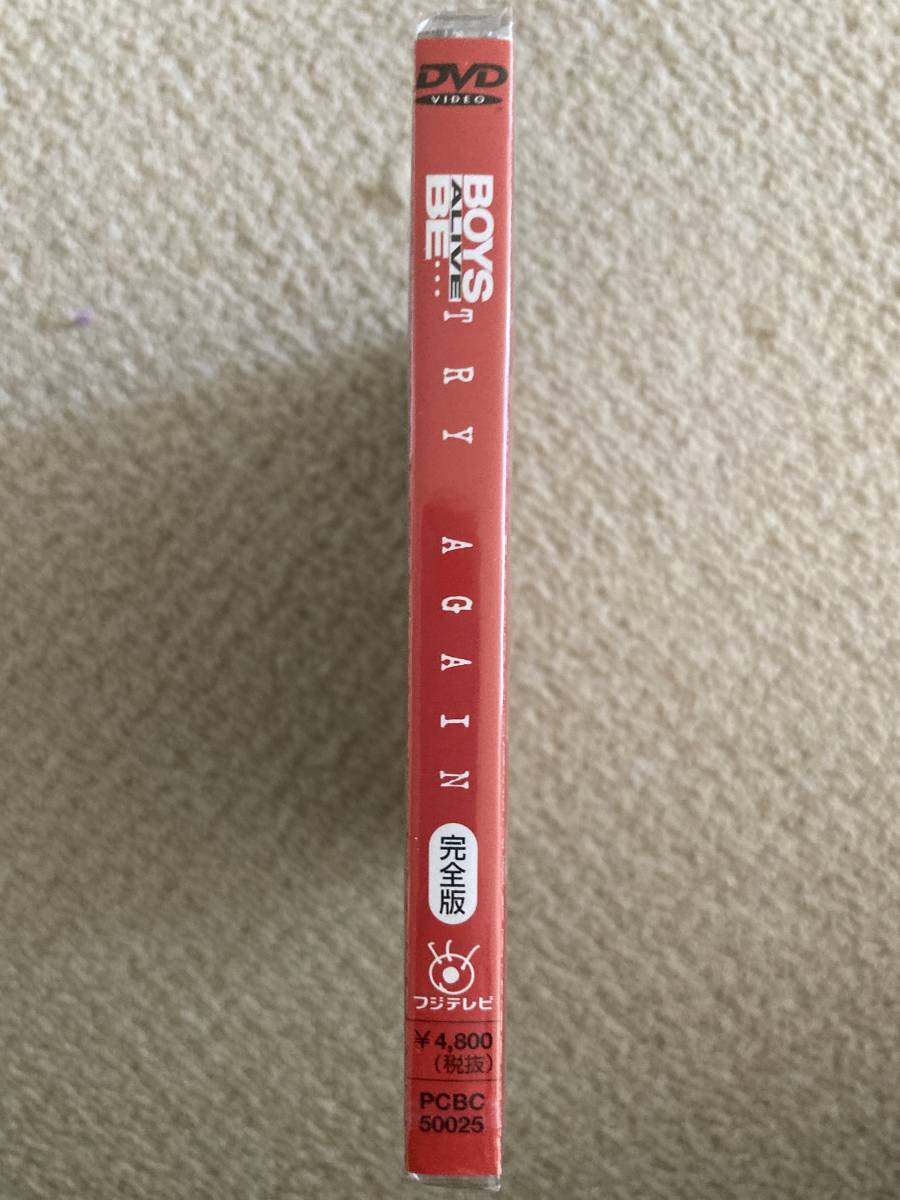 DVD
VIDEO
BOYS
ALIVE
BE...
TRY AGAIN
完全版
フジテレビ
¥4,800
(税抜)
PCBC
50025